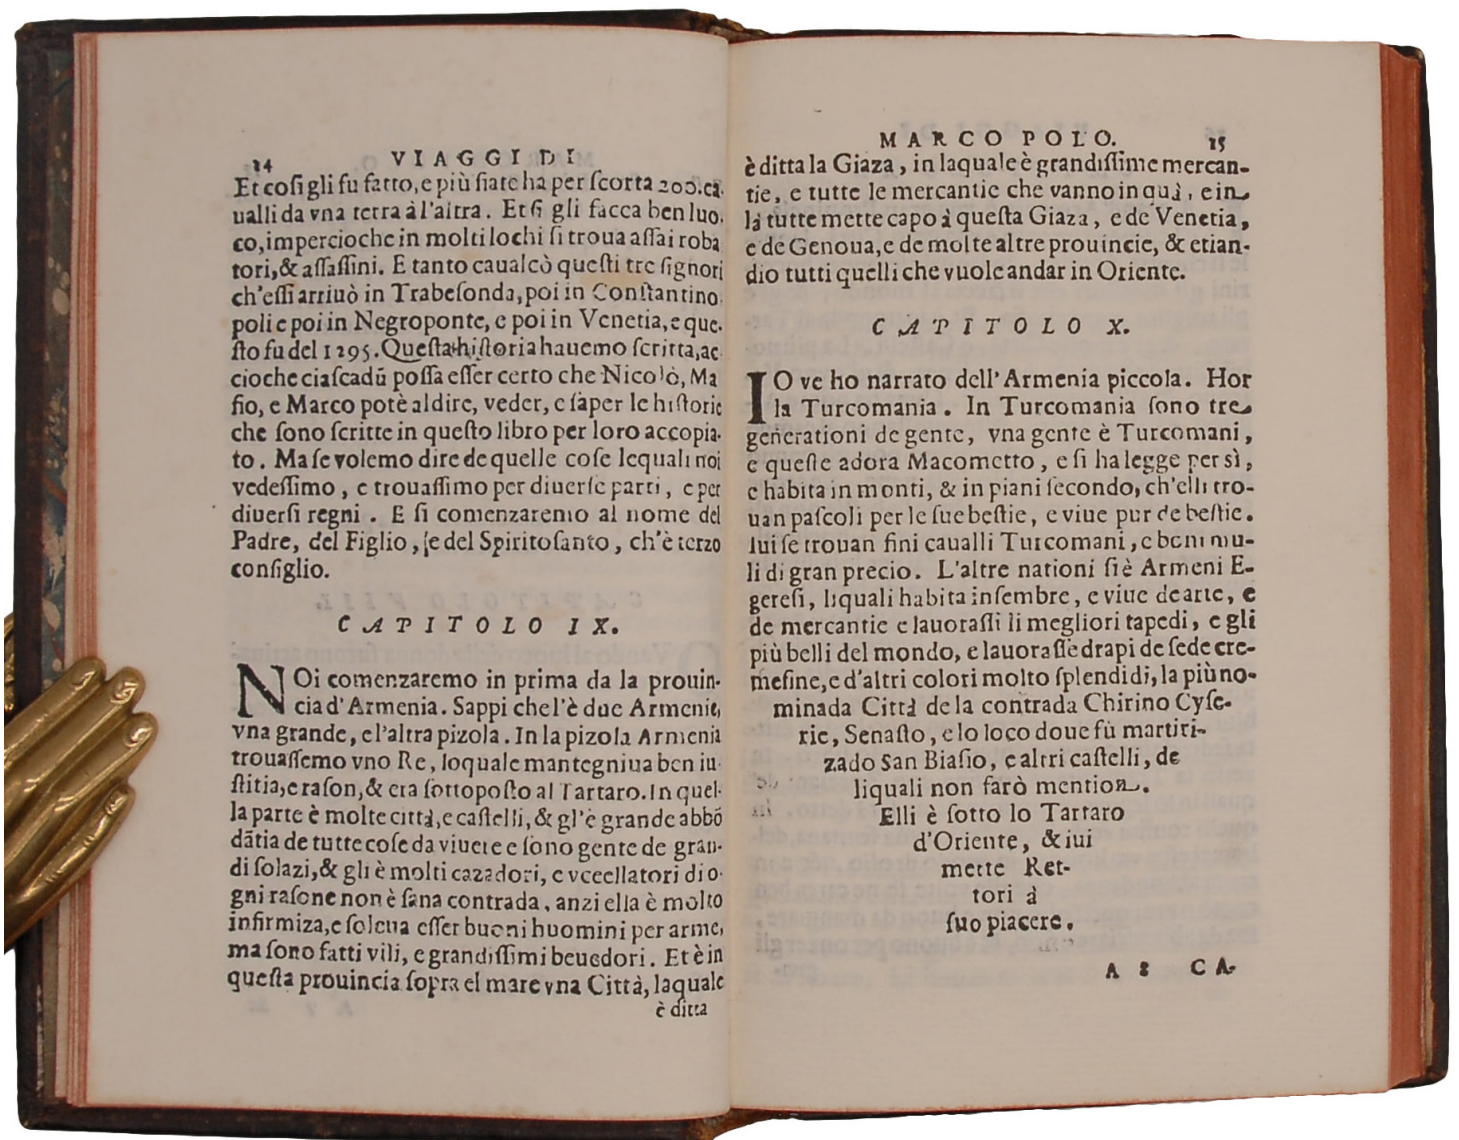 14 VIAGGI DI
Et coſi gli fu fatto, e più fiate ha per ſcorta 200. ca-
ualli da vna terra à l'altra. Et ſi gli facca ben luo-
co, impercioche in molti lochi ſi troua aſſai roba
tori, & aſſaſſini. E tanto caualcò queſti tre ſignori
ch'eſſi arriuò in Trabeſonda, poi in Conſtantino
poli e poi in Negroponte, e poi in Venetia, e que-
ſto fu del 1295. Queſta hiſtoria hauemo ſcritta, ac
cioche ciaſcadũ poſſa eſſer certo che Nicolò, Ma
fio, e Marco potè aldire, veder, e ſaper le hiſtorie
che ſono ſcritte in queſto libro per loro accopia-
to. Ma ſe volemo dire de quelle coſe lequali noi
vedeſſimo, e trouaſſimo per diuerſe parti, e per
diuerſi regni. E ſi comenzaremo al nome del
Padre, del Figlio, ſe del Spirito ſanto, ch'è terzo
conſiglio.
CAPITOLO IX.
NOi comenzaremo in prima da la prouin-
cia d'Armenia. Sappi che l'è due Armenie,
vna grande, e l'altra pizola. In la pizola Armenia
trouaſſemo vno Re, loquale mantegniua ben iu-
ſtitia, e raſon, & era ſottopoſto al Tartaro. In quel-
la parte è molte città, e caſtelli, & gl'è grande abbõ
dãtia de tutte coſe da viuere e ſono gente de gran-
di ſolazi, & gli è molti cazadori, e vccellatori di o-
gni raſone non è ſana contrada, anzi ella è molto
infirmiza, e ſoleua eſſer buoni huomini per arme,
ma ſono fatti vili, e grandiſſimi beuedori. Et è in
queſta prouincia ſopra el mare vna Città, laquale
è ditta
MARCO POLO. 15
è ditta la Giaza, in laquale è grandiſſime mercan-
tie, e tutte le mercantie che vanno in quà, e in
là tutte mette capo à queſta Giaza, e de Venetia,
e de Genoua, e de molte altre prouincie, & etian-
dio tutti quelli che vuole andar in Oriente.
CAPITOLO X.
IO ve ho narrato dell'Armenia piccola. Hor
la Turcomania. In Turcomania ſono tre
generationi de gente, vna gente è Turcomani,
e queſte adora Macometto, e ſi ha legge per sì,
e habita in monti, & in piani ſecondo, ch'elli tro-
uan paſcoli per le ſue beſtie, e viue pur de beſtie.
lui ſe trouan fini caualli Turcomani, e boni mu-
li di gran precio. L'altre nationi ſi è Armeni E-
gereſi, liquali habita inſembre, e viue de arte, e
de mercantie e lauoraſſi li megliori tapedi, e gli
più belli del mondo, e lauoraſſe drapi de ſede cre-
meſine, e d'altri colori molto ſplendidi, la più no-
minada Città de la contrada Chirino Cyſe-
rie, Senaſto, e lo loco doue fù martiri-
zado San Biaſio, e altri caſtelli, de
liquali non farò mention.
Elli è ſotto lo Tartaro
d'Oriente, & iui
mette Ret-
tori à
ſuo piacere.
A 8 CA-